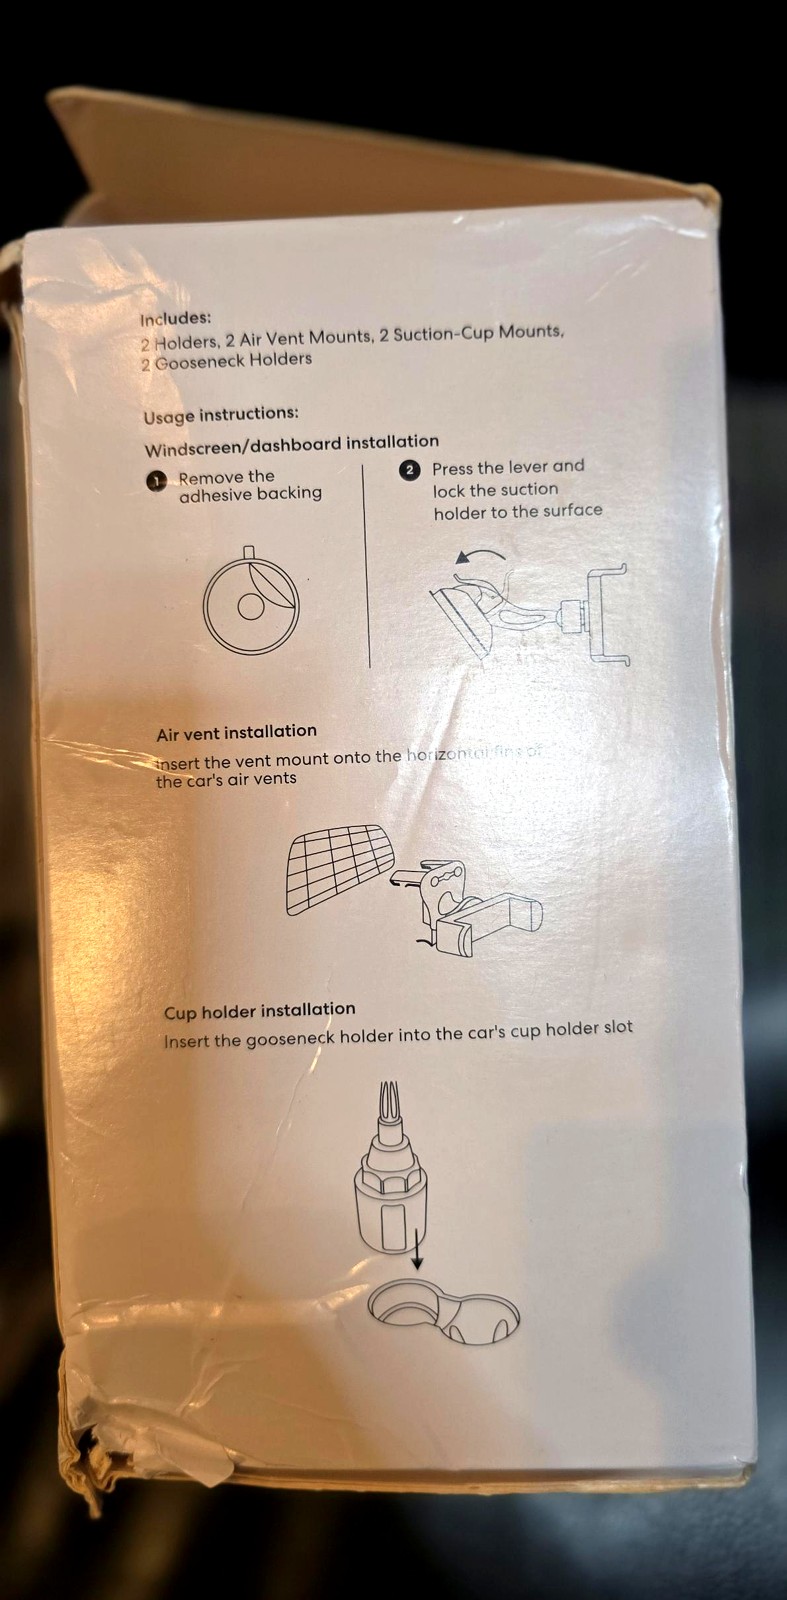 Includes:
2 Holders, 2 Air Vent Mounts, 2 Suction-Cup Mounts,
2 Gooseneck Holders
Usage instructions:
Windscreen/dashboard installation
1 Remove the
adhesive backing
2 Press the lever and
lock the suction
holder to the surface
Air vent installation
Insert the vent mount onto the horizontal fins of
the car's air vents
Cup holder installation
Insert the gooseneck holder into the car's cup holder slot